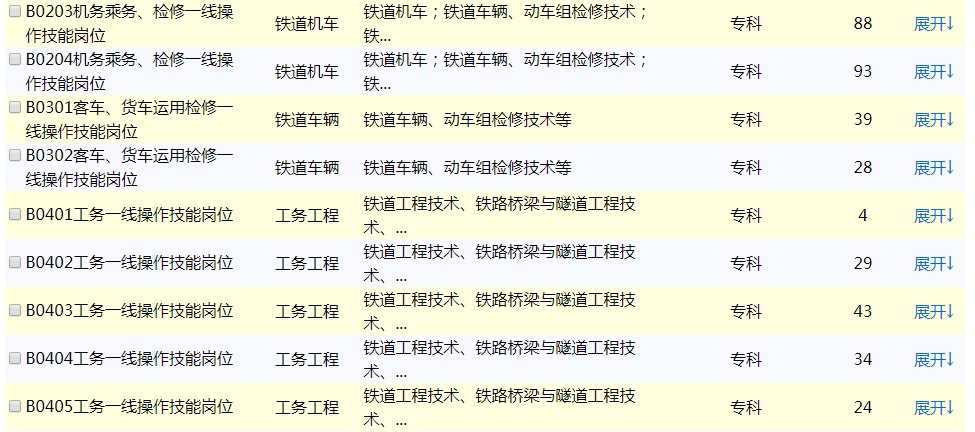 B0203机务乘务、检修一线操作技能岗位 铁道机车 铁道机车；铁道车辆、动车组检修技术；铁... 专科 88 展开↓
B0204机务乘务、检修一线操作技能岗位 铁道机车 铁道机车；铁道车辆、动车组检修技术；铁... 专科 93 展开↓
B0301客车、货车运用检修一线操作技能岗位 铁道车辆 铁道车辆、动车组检修技术等 专科 39 展开↓
B0302客车、货车运用检修一线操作技能岗位 铁道车辆 铁道车辆、动车组检修技术等 专科 28 展开↓
B0401工务一线操作技能岗位 工务工程 铁道工程技术、铁路桥梁与隧道工程技术、... 专科 4 展开↓
B0402工务一线操作技能岗位 工务工程 铁道工程技术、铁路桥梁与隧道工程技术、... 专科 29 展开↓
B0403工务一线操作技能岗位 工务工程 铁道工程技术、铁路桥梁与隧道工程技术、... 专科 43 展开↓
B0404工务一线操作技能岗位 工务工程 铁道工程技术、铁路桥梁与隧道工程技术、... 专科 34 展开↓
B0405工务一线操作技能岗位 工务工程 铁道工程技术、铁路桥梁与隧道工程技术、... 专科 24 展开↓